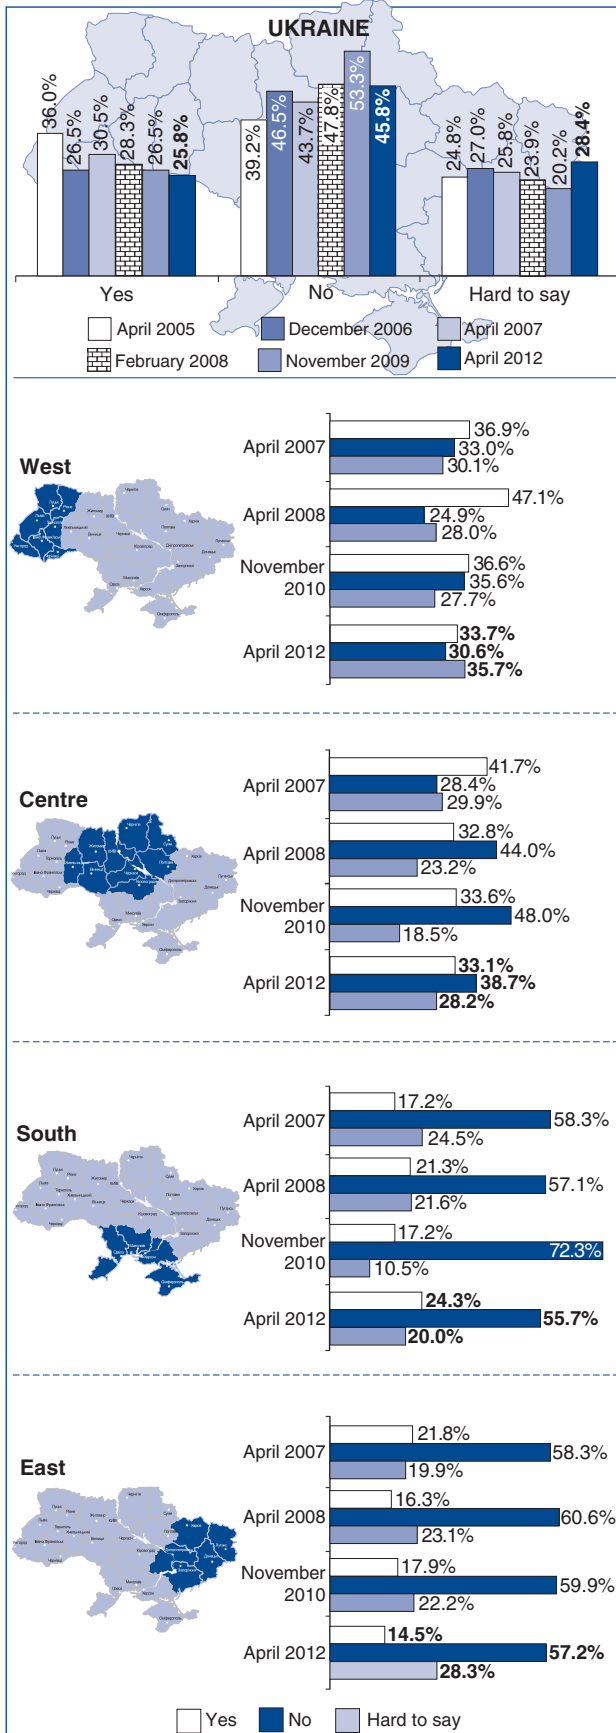 UKRAINE
36.0%
26.5%
30.5%
28.3%
26.5%
25.8%
39.2%
46.5%
43.7%
47.8%
53.3%
45.8%
24.8%
27.0%
25.8%
23.9%
20.2%
28.4%
Yes
No
Hard to say
April 2005
December 2006
April 2007
February 2008
November 2009
April 2012
West
April 2007
36.9%
33.0%
30.1%
April 2008
47.1%
24.9%
28.0%
November
2010
36.6%
35.6%
27.7%
April 2012
33.7%
30.6%
35.7%
Centre
April 2007
41.7%
28.4%
29.9%
April 2008
32.8%
44.0%
23.2%
November
2010
33.6%
48.0%
18.5%
April 2012
33.1%
38.7%
28.2%
South
April 2007
17.2%
58.3%
24.5%
April 2008
21.3%
57.1%
21.6%
November
2010
17.2%
72.3%
10.5%
April 2012
24.3%
55.7%
20.0%
East
April 2007
21.8%
58.3%
19.9%
April 2008
16.3%
60.6%
23.1%
November
2010
17.9%
59.9%
22.2%
April 2012
14.5%
57.2%
28.3%
Yes
No
Hard to say